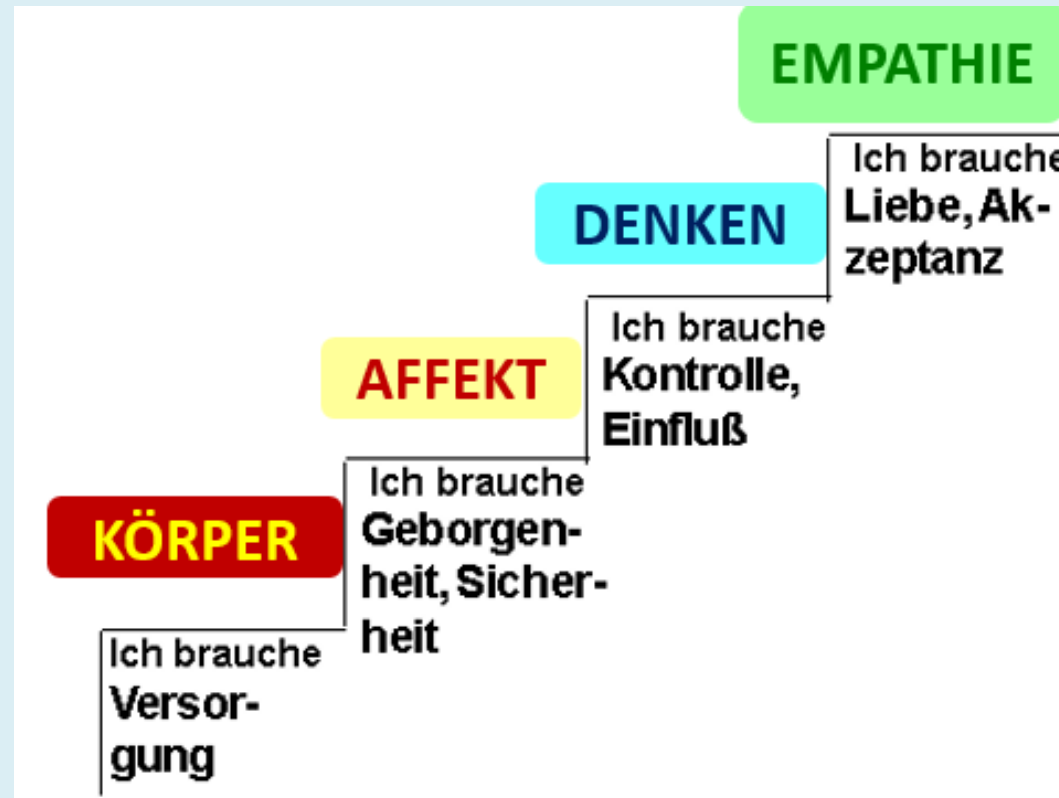 EMPATHIE
Ich brauche
Liebe, Ak-
zeptanz
DENKEN
Ich brauche
Kontrolle,
Einfluß
AFFEKT
Ich brauche
Geborgen-
heit, Sicher-
heit
KÖRPER
Ich brauche
Versor-
gung